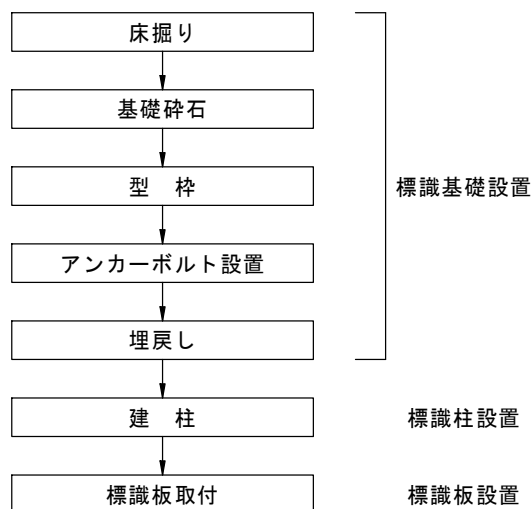 床掘り
基礎砕石
型　枠
標識基礎設置
アンカーボルト設置
埋戻し
建　柱
標識柱設置
標識板取付
標識板設置